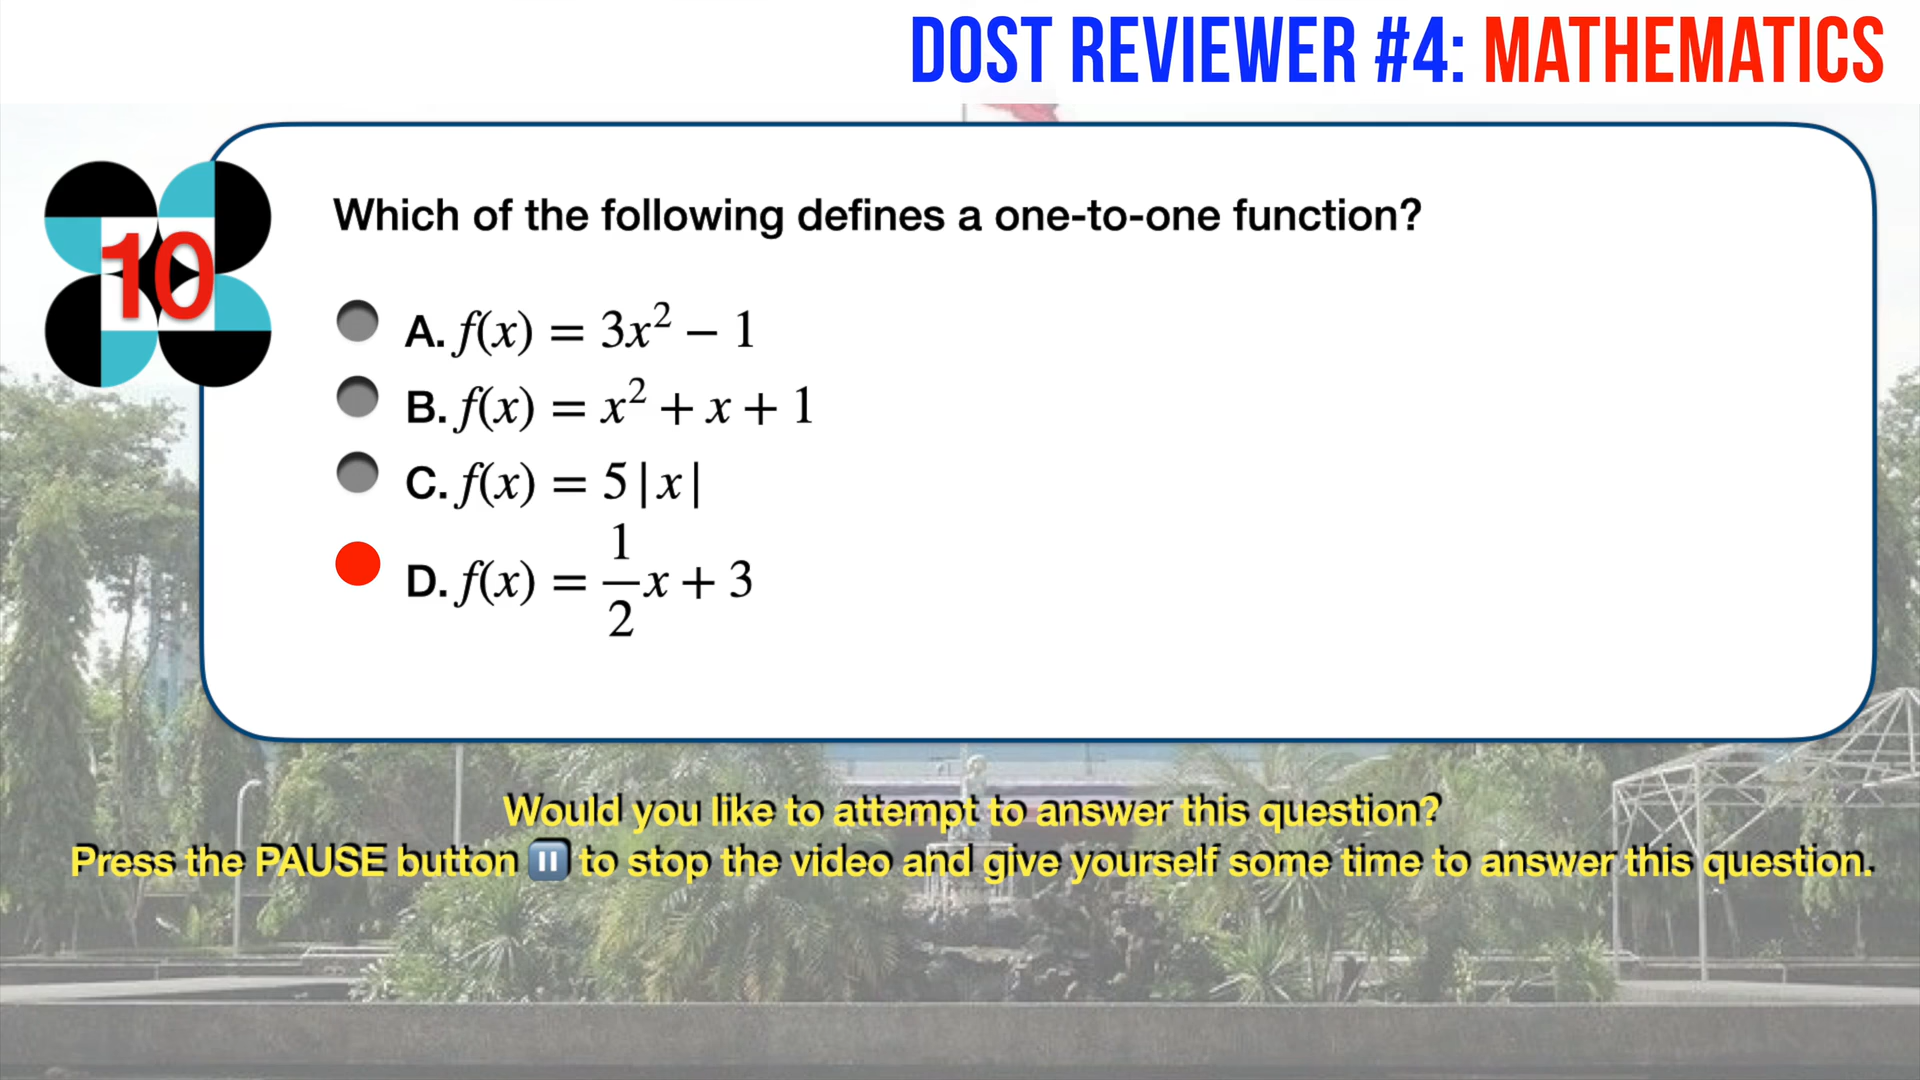 DOST REVIEWER #4: MATHEMATICS
10
Which of the following defines a one-to-one function?
A. f(x) = 3x² − 1
B. f(x) = x² + x + 1
C. f(x) = 5|x|
D. f(x) = 1/2 x + 3
Would you like to attempt to answer this question?
Press the PAUSE button ⏸ to stop the video and give yourself some time to answer this question.